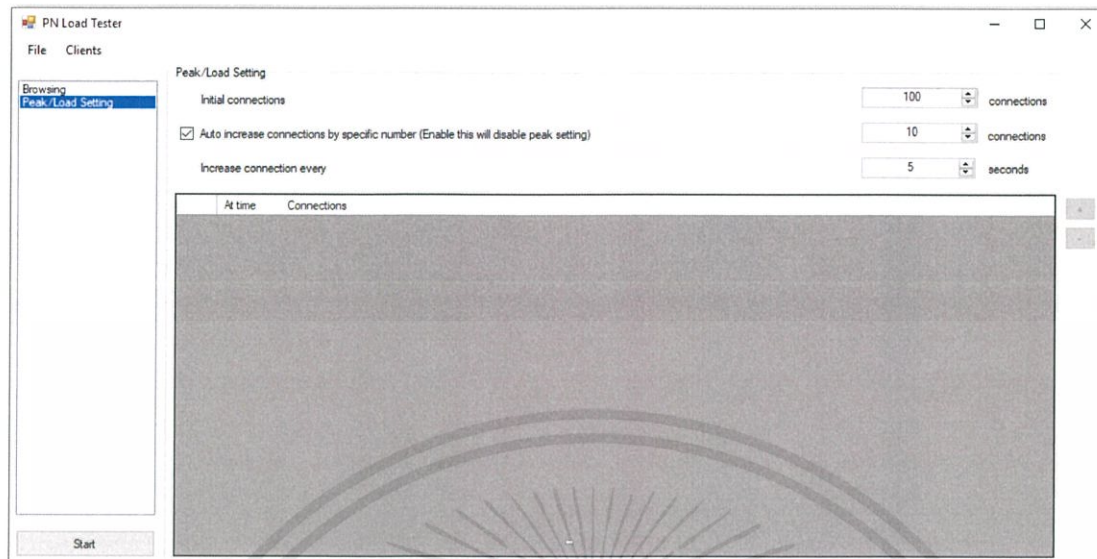 PN Load Tester
File Clients
Browsing
Peak/Load Setting
Peak/Load Setting
Initial connections 100 connections
Auto increase connections by specific number (Enable this will disable peak setting) 10 connections
Increase connection every 5 seconds
At time Connections
+
-
Start